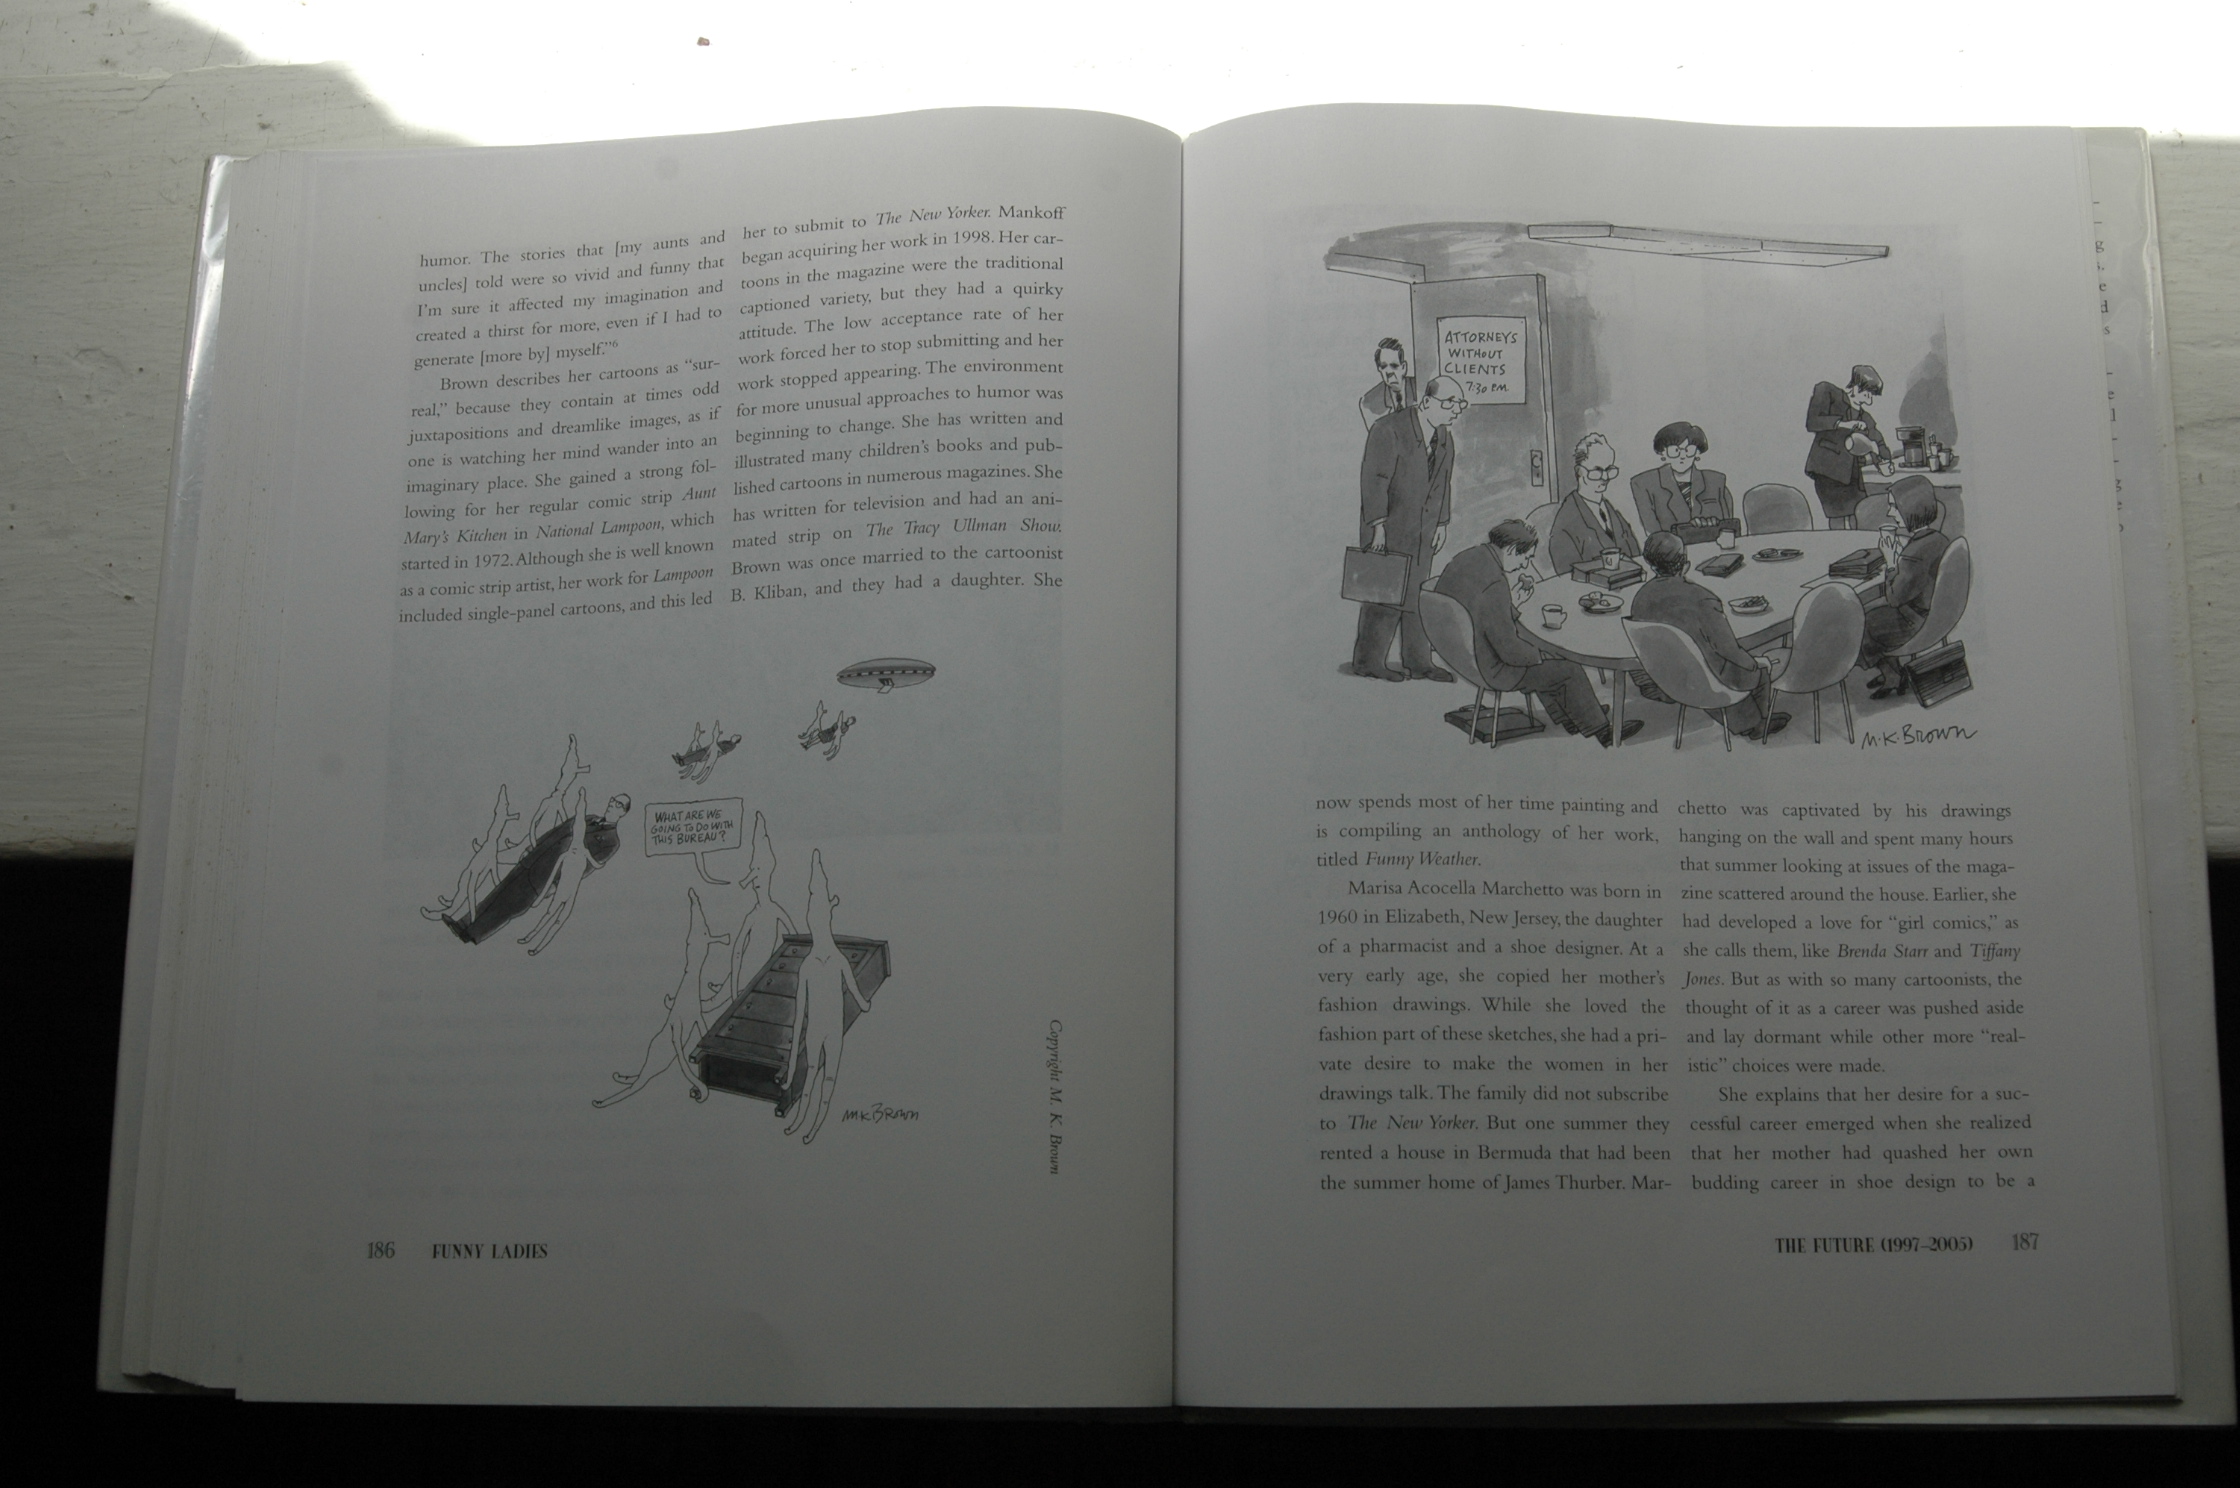 humor. The stories that [my aunts and
uncles] told were so vivid and funny that
I'm sure it affected my imagination and
created a thirst for more, even if I had to
generate [more by] myself."6
Brown describes her cartoons as "sur-
real," because they contain at times odd
juxtapositions and dreamlike images, as if
one is watching her mind wander into an
imaginary place. She gained a strong fol-
lowing for her regular comic strip Aunt
Mary's Kitchen in National Lampoon, which
started in 1972. Although she is well known
as a comic strip artist, her work for Lampoon
included single-panel cartoons, and this led
her to submit to The New Yorker. Mankoff
began acquiring her work in 1998. Her car-
toons in the magazine were the traditional
captioned variety, but they had a quirky
attitude. The low acceptance rate of her
work forced her to stop submitting and her
work stopped appearing. The environment
for more unusual approaches to humor was
beginning to change. She has written and
illustrated many children's books and pub-
lished cartoons in numerous magazines. She
has written for television and had an ani-
mated strip on The Tracy Ullman Show.
Brown was once married to the cartoonist
B. Kliban, and they had a daughter. She
WHAT ARE WE
GOING TO DO WITH
THIS BUREAU?
M.K. BROWN
Copyright M. K. Brown
186 FUNNY LADIES
ATTORNEYS
WITHOUT
CLIENTS
7:30 PM
M.K. BROWN
now spends most of her time painting and
is compiling an anthology of her work,
titled Funny Weather.
Marisa Acocella Marchetto was born in
1960 in Elizabeth, New Jersey, the daughter
of a pharmacist and a shoe designer. At a
very early age, she copied her mother's
fashion drawings. While she loved the
fashion part of these sketches, she had a pri-
vate desire to make the women in her
drawings talk. The family did not subscribe
to The New Yorker. But one summer they
rented a house in Bermuda that had been
the summer home of James Thurber. Mar-
chetto was captivated by his drawings
hanging on the wall and spent many hours
that summer looking at issues of the maga-
zine scattered around the house. Earlier, she
had developed a love for "girl comics," as
she calls them, like Brenda Starr and Tiffany
Jones. But as with so many cartoonists, the
thought of it as a career was pushed aside
and lay dormant while other more "real-
istic" choices were made.
She explains that her desire for a suc-
cessful career emerged when she realized
that her mother had quashed her own
budding career in shoe design to be a
THE FUTURE (1997–2005) 187